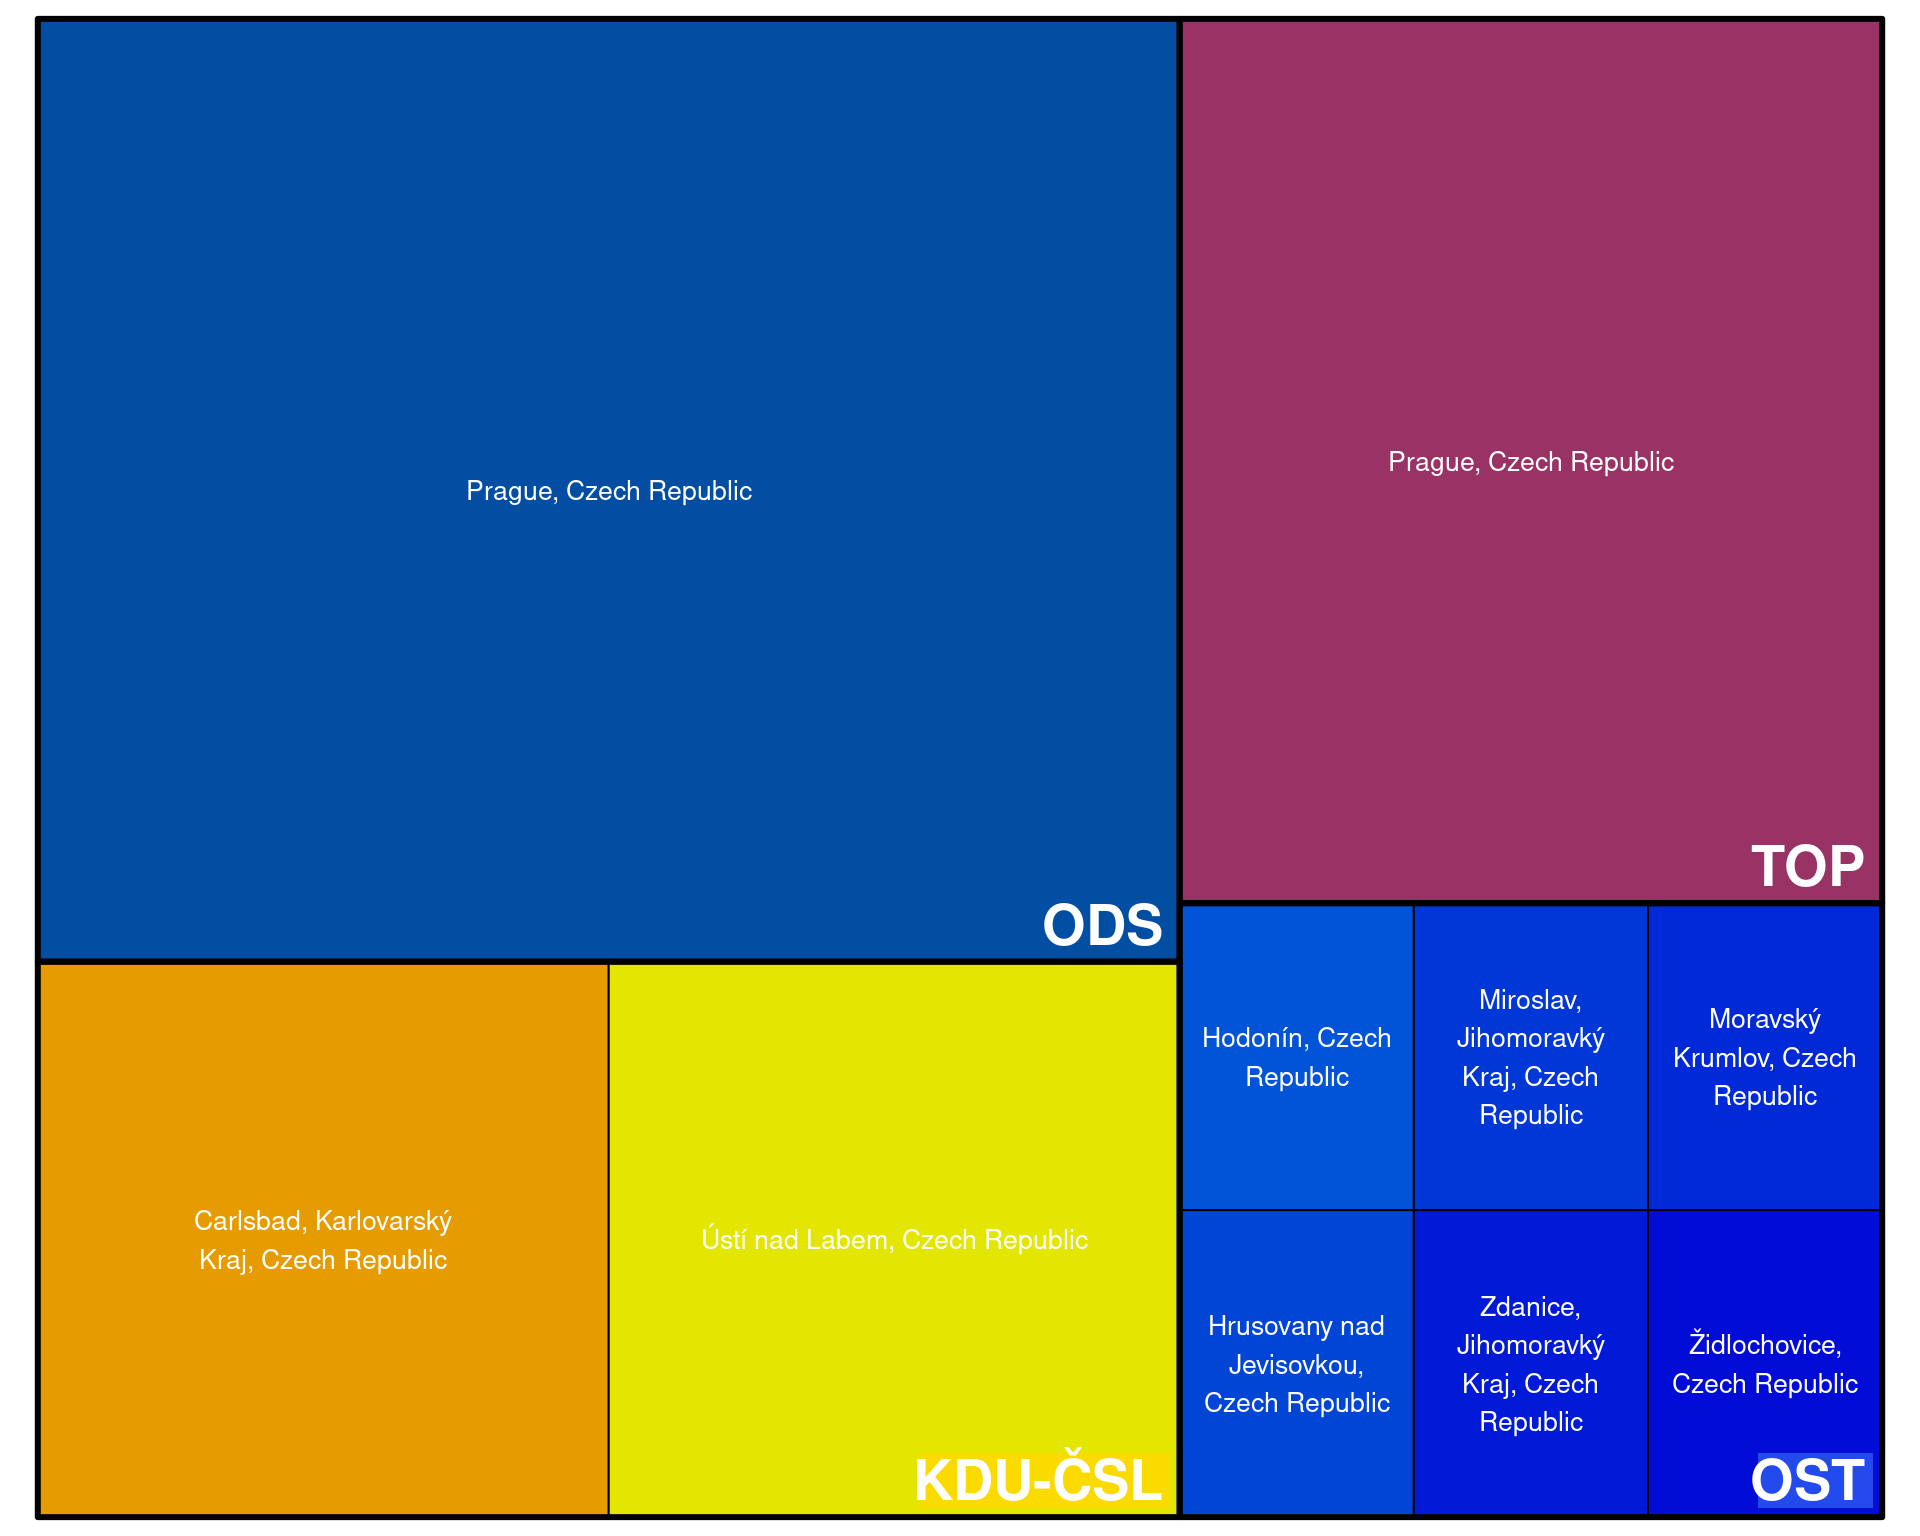 Prague, Czech Republic
ODS
Prague, Czech Republic
TOP
Carlsbad, Karlovarský
Kraj, Czech Republic
Ústí nad Labem, Czech Republic
KDU-ČSL
Hodonín, Czech
Republic
Miroslav,
Jihomoravký
Kraj, Czech
Republic
Moravský
Krumlov, Czech
Republic
Hrusovany nad
Jevisovkou,
Czech Republic
Zdanice,
Jihomoravký
Kraj, Czech
Republic
Židlochovice,
Czech Republic
OST